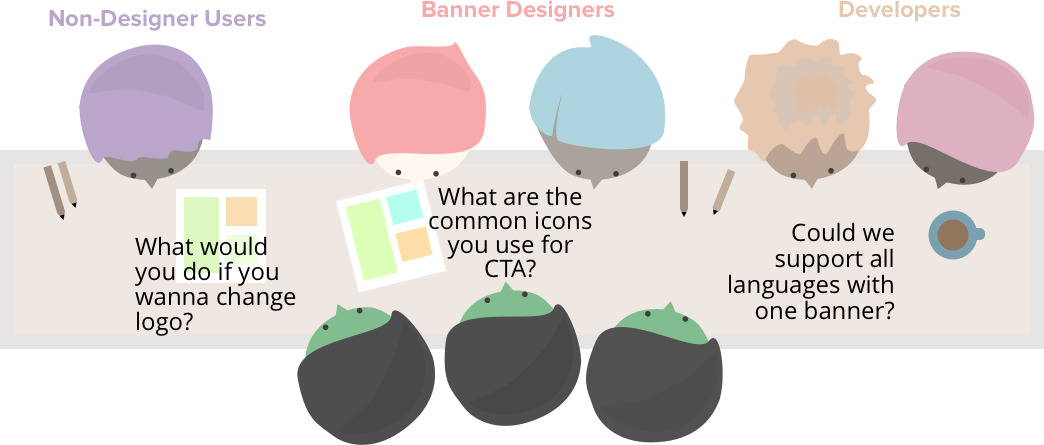 Non-Designer Users
Banner Designers
Developers
What would
you do if you
wanna change
logo?
What are the
common icons
you use for
CTA?
Could we
support all
languages with
one banner?